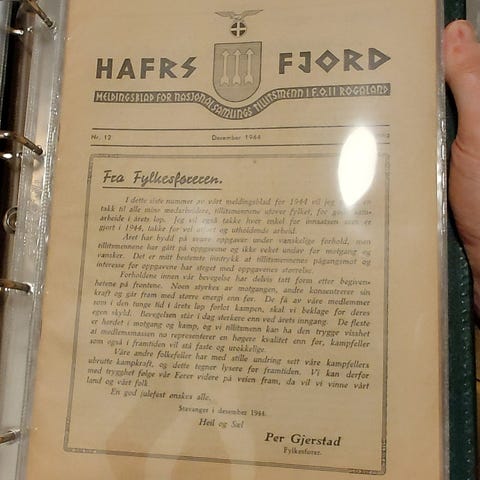 HAFRSFJORD
MELDINGSBLAD FOR NASJONAL SAMLINGS TILLITSMENN I F.O.11 ROGALAND
Nr. 12 Desember 1944
Fra Fylkesføreren.
I dette siste nummer av vårt meldingsblad for 1944 vil jeg
takk til alle mine medarbeidere, tillitsmenn utover fylket, for
arbeide i årets løp. Jeg vil også takke hver enkel for innsatsen som er
gjort i 1944, takke for vel utført og utholdende arbeid.
Året har bydd på svære oppgaver under vanskelige forhold, men
tillitsmennene har gått på oppgavene og ikke veket unda for motgang og
vansker. Det er mitt bestemte inntrykk at tillitsmennenes pågangsmot og
interesse for oppgavene har steget med oppgavenes størrelse.
Forholdene innen vår bevegelse har delvis tatt form etter begiven-
hetene på frontene. Noen styrkes av motgangen, andre konsentrerer sin
kraft og går fram med større energi enn før. De få av våre medlemmer
som i den tunge tid i årets løp forlot kampen, skal vi beklage for deres
egen skyld. Bevegelsen står i dag sterkere enn ved årets inngang. De fleste
er herdet i motgang og kamp, og vi tillitsmenn kan ha den trygge visshet
at medlemsmassen nå representerer en høgere kvalitet enn før, kampfeller
som også i framtiden vil stå faste og urokkelige.
Våre andre folkefeller har med stille undring sett våre kampfellers
ubrutte kampkraft, og dette tegner lysere for framtiden. Vi kan derfor
med trygghet følge vår Fører videre på veien fram, da vil vi vinne vårt
land og vårt folk.
En god julefest ønskes alle.
Stavanger i desember 1944.
Heil og Sæl
Per Gjerstad
Fylkesfører.